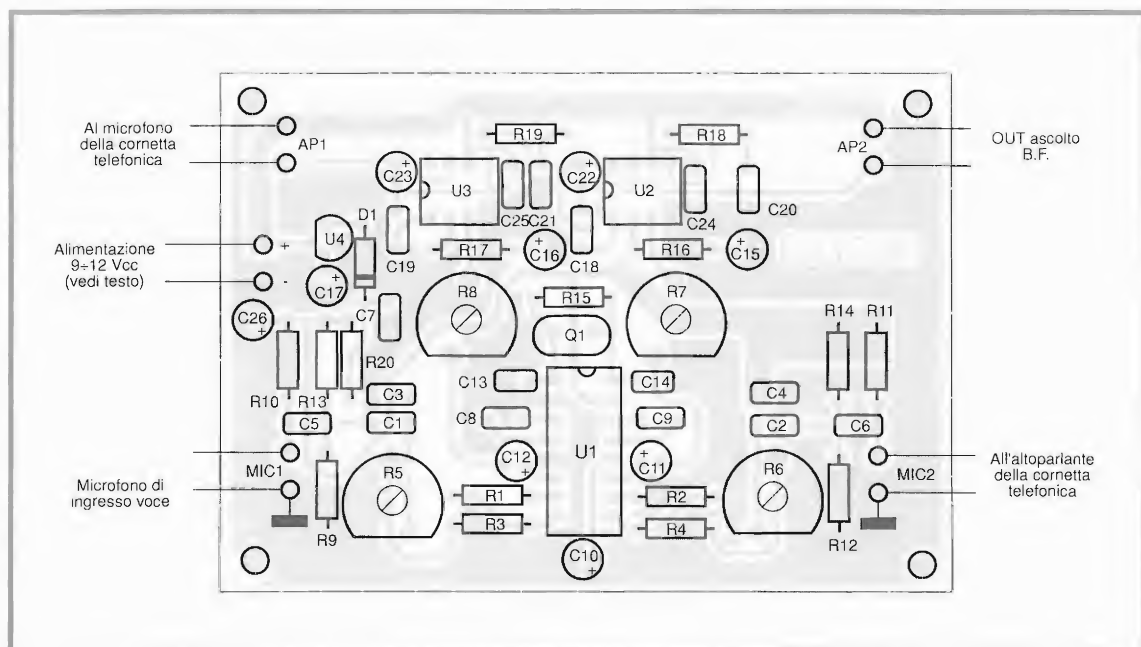 Al microfono
della cornetta
telefonica
AP1
R19
R18
AP2
OUT ascolto
B.F.
C23
+
U3
C25
C21
C22
+
U2
C24
C20
Alimentazione
9÷12 Vcc
(vedi testo)
+
-
U4
D1
C19
R17
+
C16
C18
R16
+
C15
+
C17
C26
+
C7
R8
R15
Q1
R7
R14
R11
R10
R13
R20
C3
C13
C14
C4
C5
C1
C8
C9
C2
C6
U1
MIC1
Microfono di
ingresso voce
R5
C12
+
+
C11
R6
MIC2
All'altoparlante
della cornetta
telefonica
R1
R2
R3
R4
R9
R12
C10
+